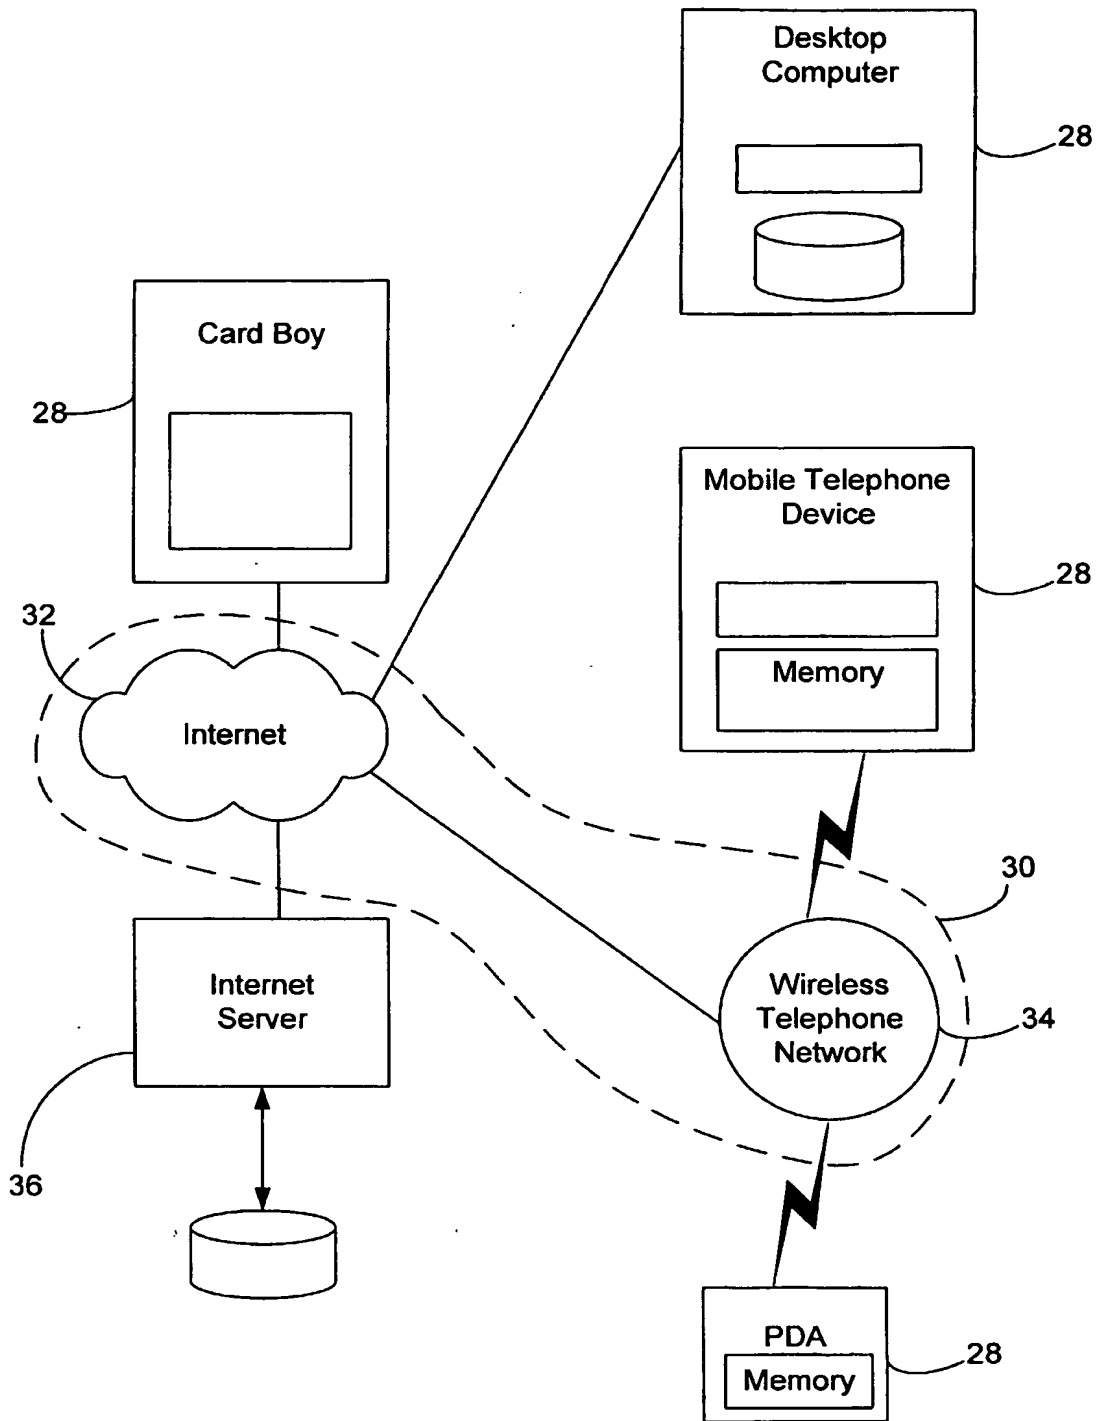 Desktop
Computer
28
Card Boy
28
Mobile Telephone
Device
28
Memory
32
Internet
30
Internet
Server
Wireless
Telephone
Network
34
36
PDA
28
Memory